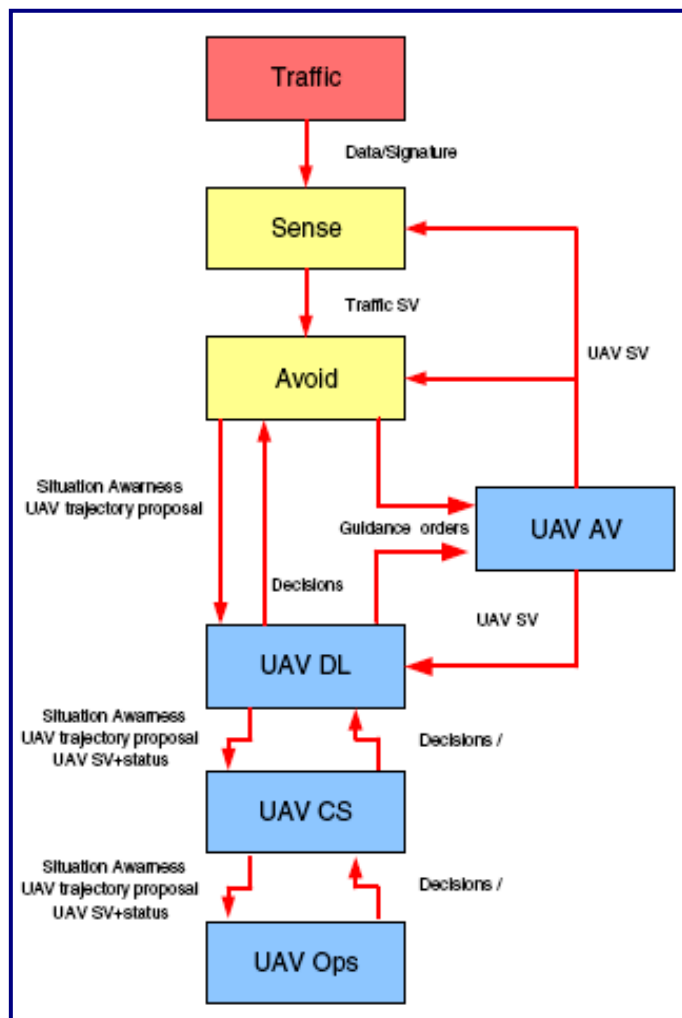 Traffic
Data/Signature
Sense
Traffic SV
UAV SV
Avoid
Situation Awarness
UAV trajectory proposal
Guidance orders
UAV AV
Decisions
UAV SV
UAV DL
Situation Awarness
UAV trajectory proposal
UAV SV+status
Decisions /
UAV CS
Situation Awarness
UAV trajectory proposal
UAV SV+status
Decisions /
UAV Ops